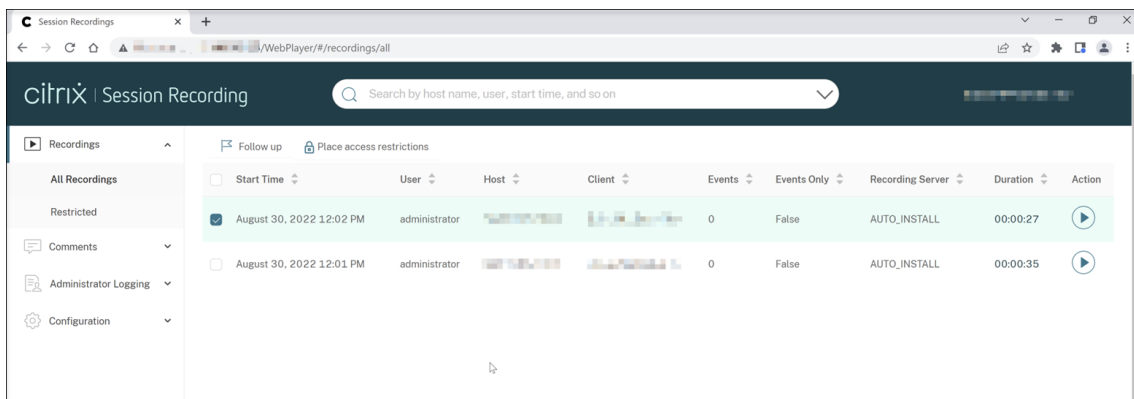 Session Recordings
/WebPlayer/#/recordings/all
citrix | Session Recording
Search by host name, user, start time, and so on
Recordings
All Recordings
Restricted
Comments
Administrator Logging
Configuration
Follow up Place access restrictions
Start Time User Host Client Events Events Only Recording Server Duration Action
August 30, 2022 12:02 PM administrator 0 False AUTO_INSTALL 00:00:27
August 30, 2022 12:01 PM administrator 0 False AUTO_INSTALL 00:00:35